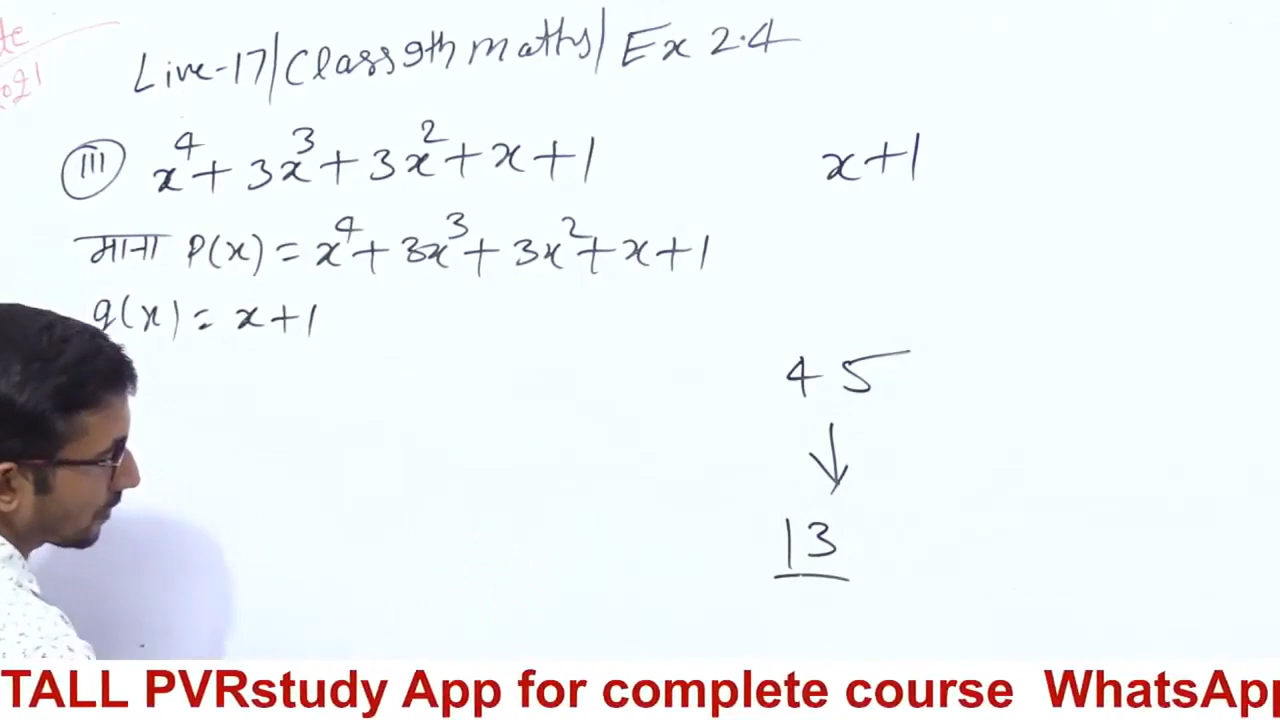 Live-17/Class 9th maths/ Ex 2.4
(III) x⁴ + 3x³ + 3x² + x + 1    x+1
माना P(x) = x⁴ + 3x³ + 3x² + x + 1
q(x) = x+1
45
↓
13
TALL PVRstudy App for complete course WhatsApp